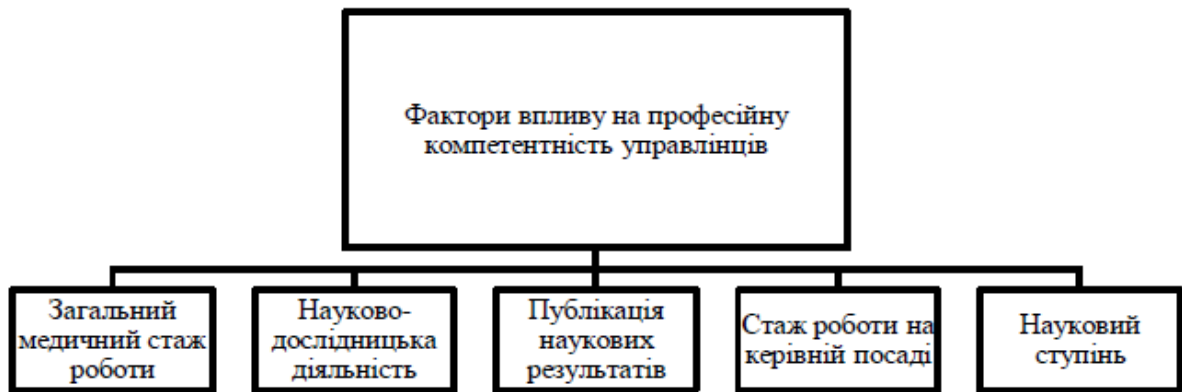 Фактори впливу на професійну
компетентність управлінців
Загальний
медичний стаж
роботи
Науково-
дослідницька
діяльність
Публікація
наукових
результатів
Стаж роботи на
керівній посаді
Науковий
ступінь